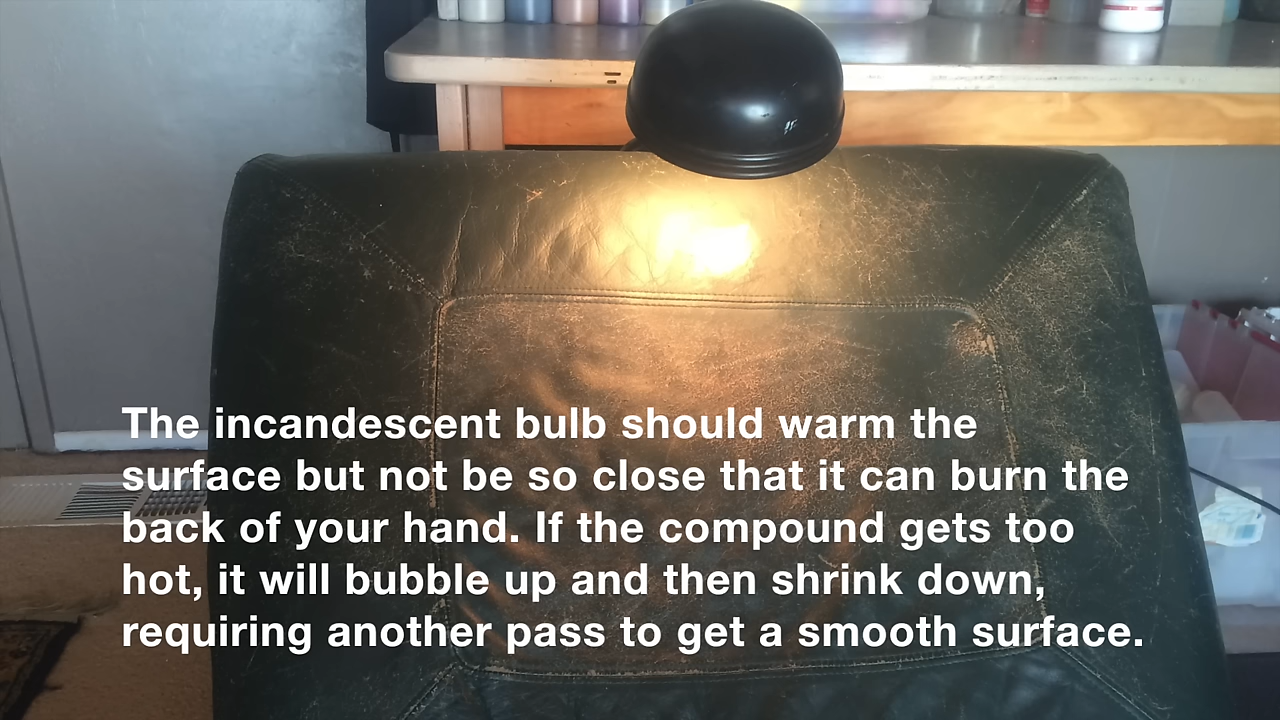 The incandescent bulb should warm the
surface but not be so close that it can burn the
back of your hand. If the compound gets too
hot, it will bubble up and then shrink down,
requiring another pass to get a smooth surface.